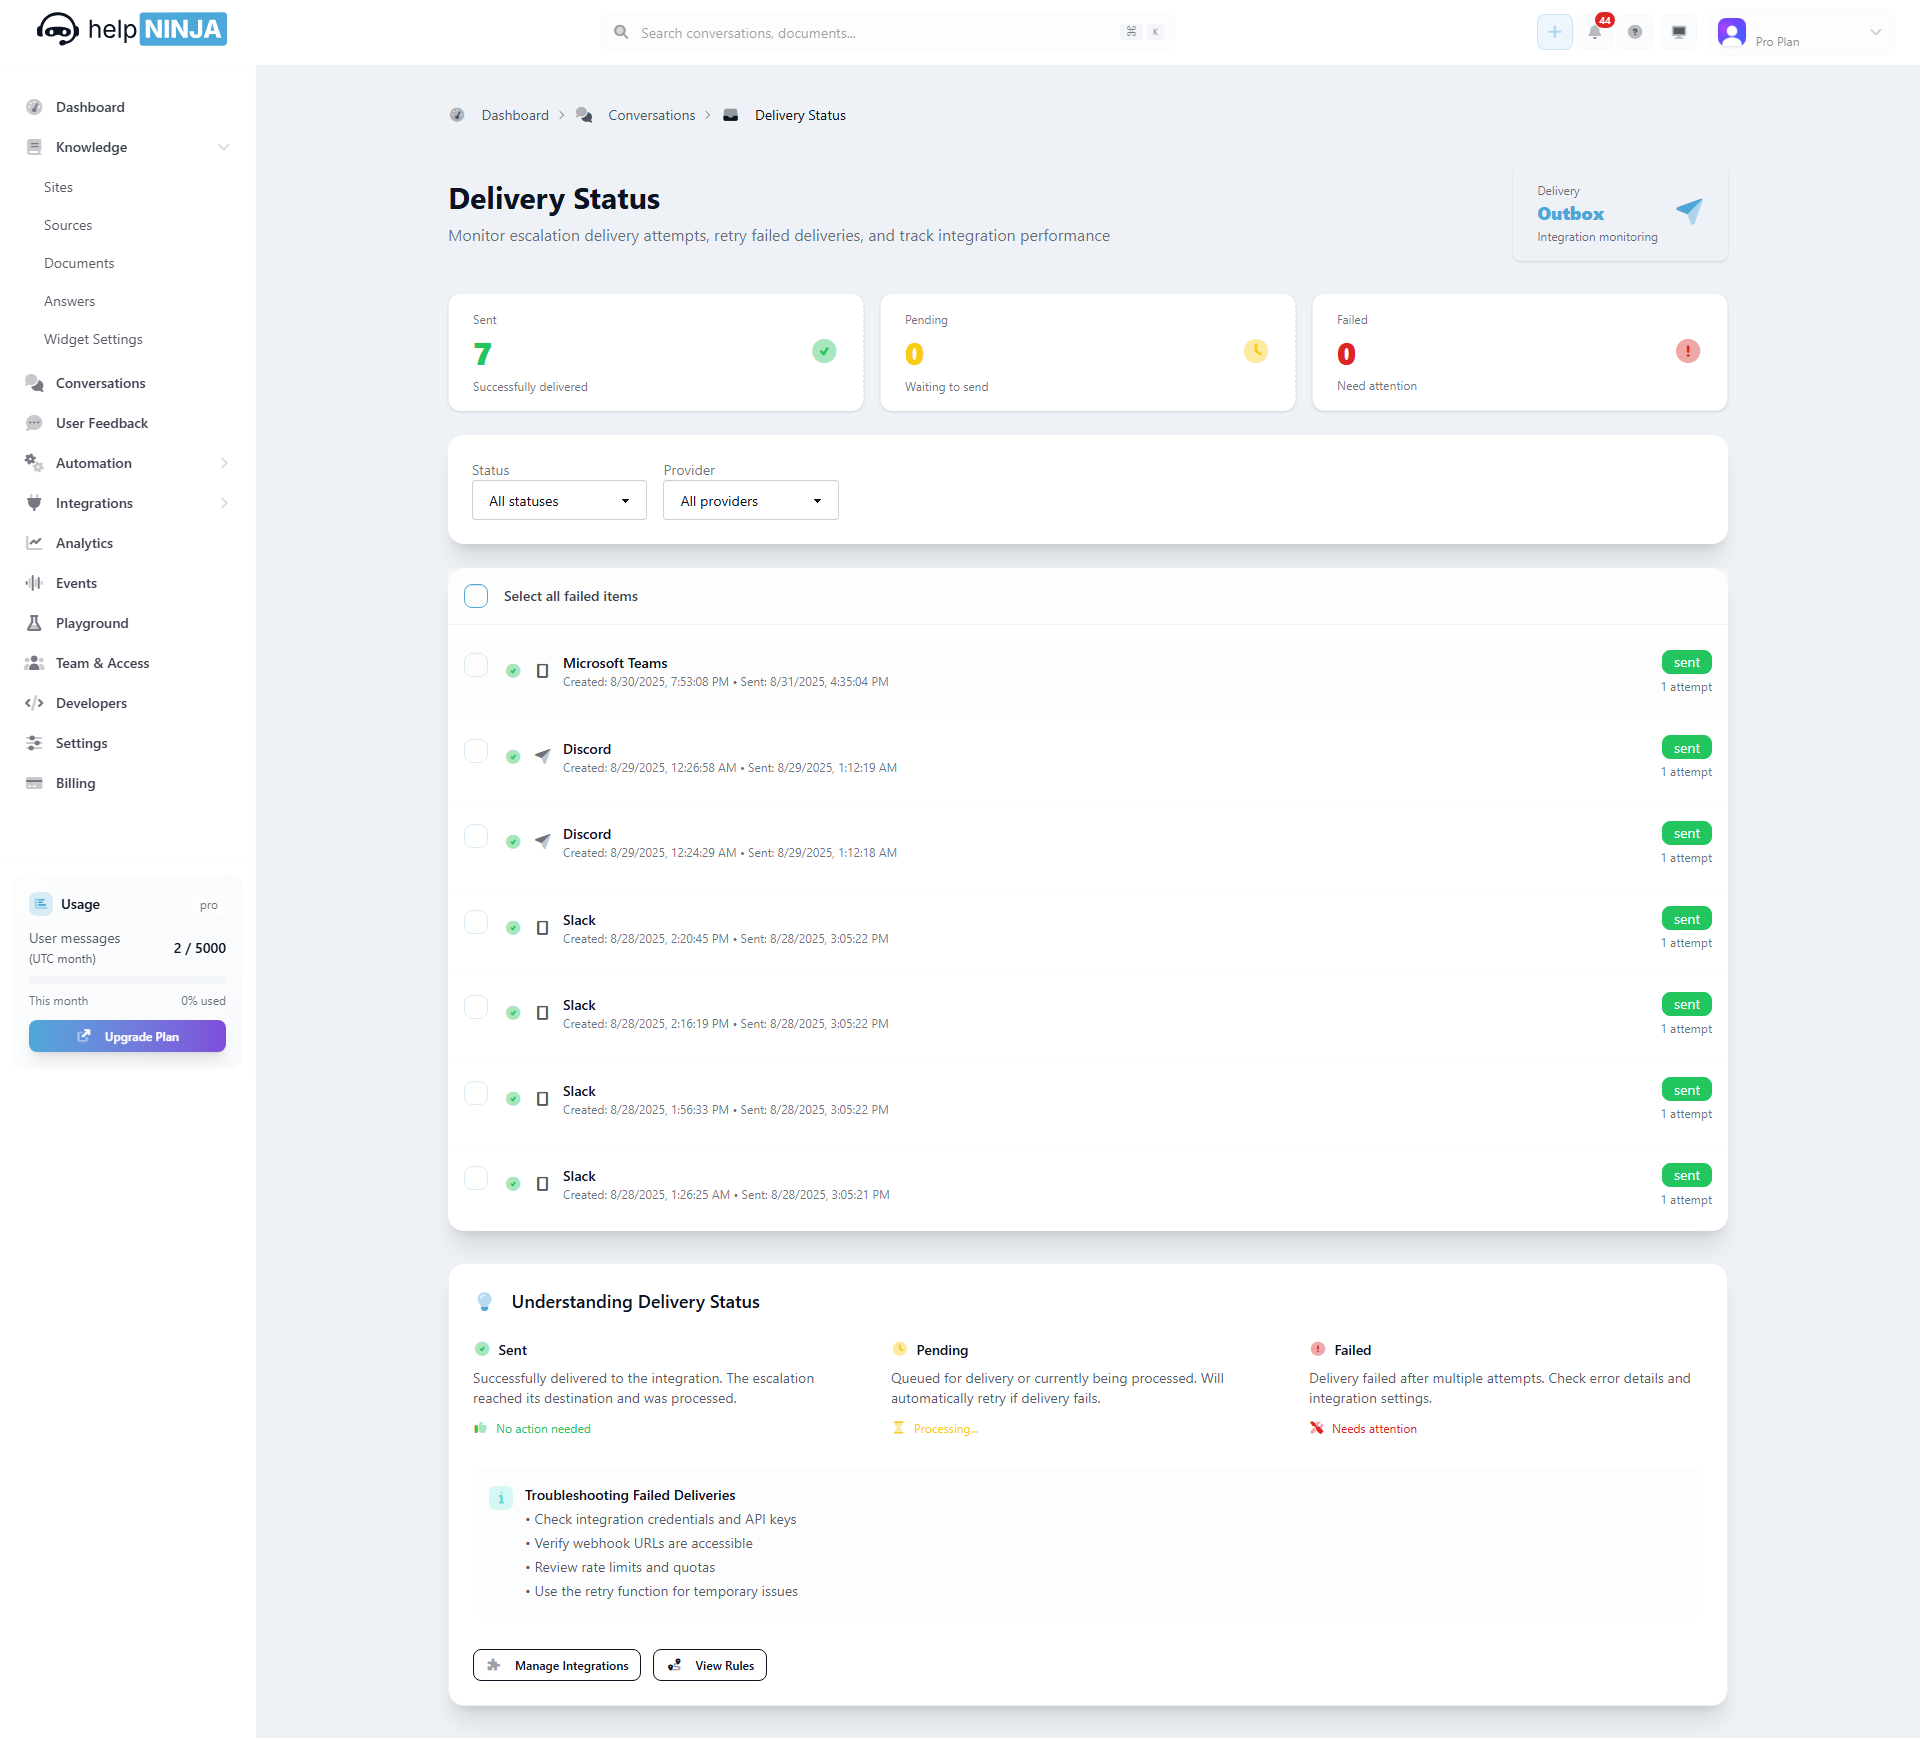 help NINJA
Search conversations, documents...
⌘ K
44
Pro Plan
Dashboard
Knowledge
Sites
Sources
Documents
Answers
Widget Settings
Conversations
User Feedback
Automation
Integrations
Analytics
Events
Playground
Team & Access
Developers
Settings
Billing
Usage
pro
User messages
(UTC month)
2 / 5000
This month
0% used
Upgrade Plan
Dashboard
Conversations
Delivery Status
Delivery Status
Monitor escalation delivery attempts, retry failed deliveries, and track integration performance
Delivery
Outbox
Integration monitoring
Sent
7
Successfully delivered
Pending
0
Waiting to send
Failed
0
Need attention
Status
All statuses
Provider
All providers
Select all failed items
Microsoft Teams
Created: 8/30/2025, 7:53:08 PM • Sent: 8/31/2025, 4:35:04 PM
sent
1 attempt
Discord
Created: 8/29/2025, 12:26:58 AM • Sent: 8/29/2025, 1:12:19 AM
sent
1 attempt
Discord
Created: 8/29/2025, 12:24:29 AM • Sent: 8/29/2025, 1:12:18 AM
sent
1 attempt
Slack
Created: 8/28/2025, 2:20:45 PM • Sent: 8/28/2025, 3:05:22 PM
sent
1 attempt
Slack
Created: 8/28/2025, 2:16:19 PM • Sent: 8/28/2025, 3:05:22 PM
sent
1 attempt
Slack
Created: 8/28/2025, 1:56:33 PM • Sent: 8/28/2025, 3:05:22 PM
sent
1 attempt
Slack
Created: 8/28/2025, 1:26:25 AM • Sent: 8/28/2025, 3:05:21 PM
sent
1 attempt
Understanding Delivery Status
Sent
Successfully delivered to the integration. The escalation
reached its destination and was processed.
No action needed
Pending
Queued for delivery or currently being processed. Will
automatically retry if delivery fails.
Processing...
Failed
Delivery failed after multiple attempts. Check error details and
integration settings.
Needs attention
Troubleshooting Failed Deliveries
• Check integration credentials and API keys
• Verify webhook URLs are accessible
• Review rate limits and quotas
• Use the retry function for temporary issues
Manage Integrations
View Rules